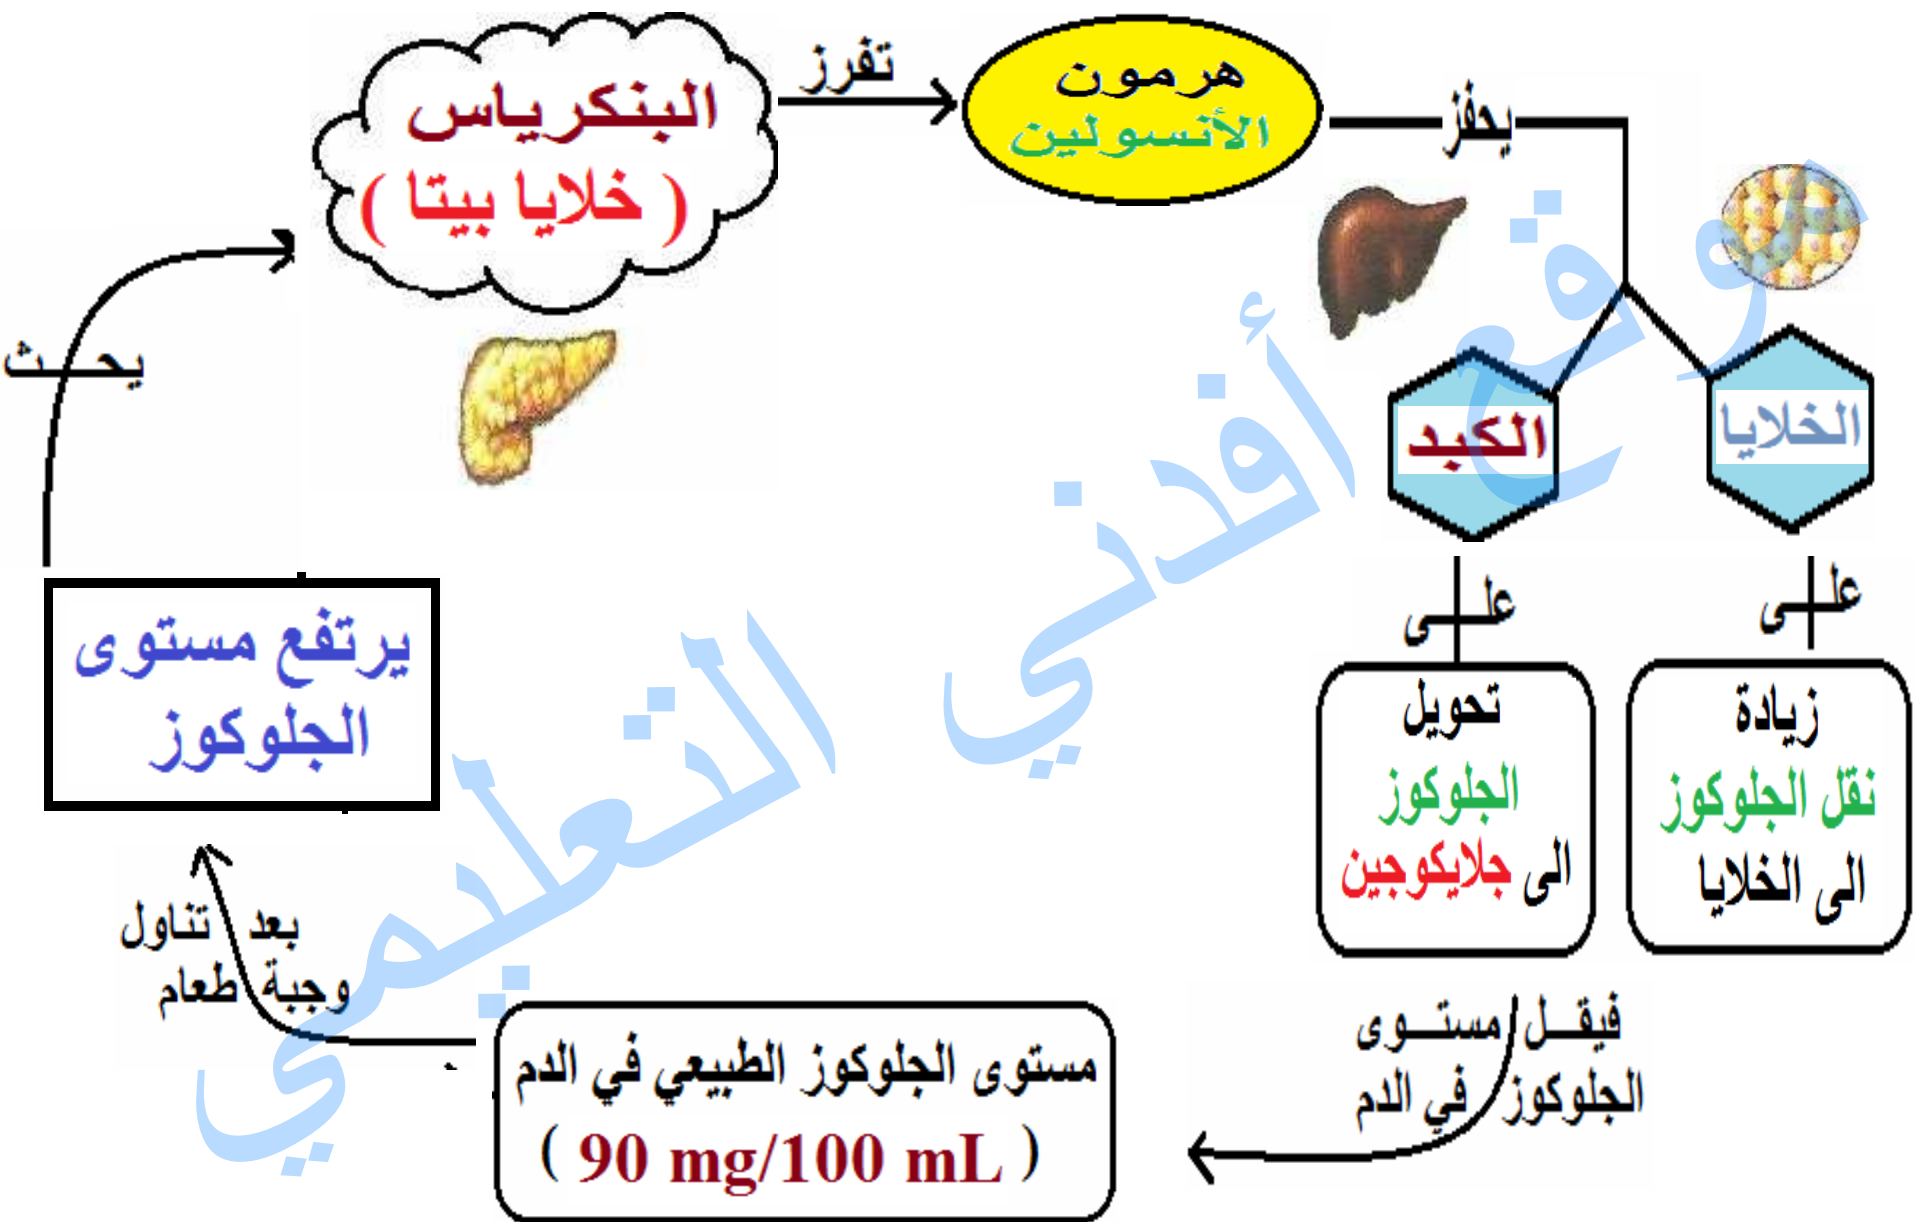 البنكرياس
( خلايا بيتا )
تفرز
هرمون
الأنسولين
يحفز
الكبد
الخلايا
على
على
تحويل
الجلوكوز
الى جلايكوجين
زيادة
نقل الجلوكوز
الى الخلايا
فيقل مستوى
الجلوكوز في الدم
مستوى الجلوكوز الطبيعي في الدم
( 90 mg/100 mL )
بعد تناول
وجبة طعام
يرتفع مستوى
الجلوكوز
يحث
موقع أفدني التعليمي